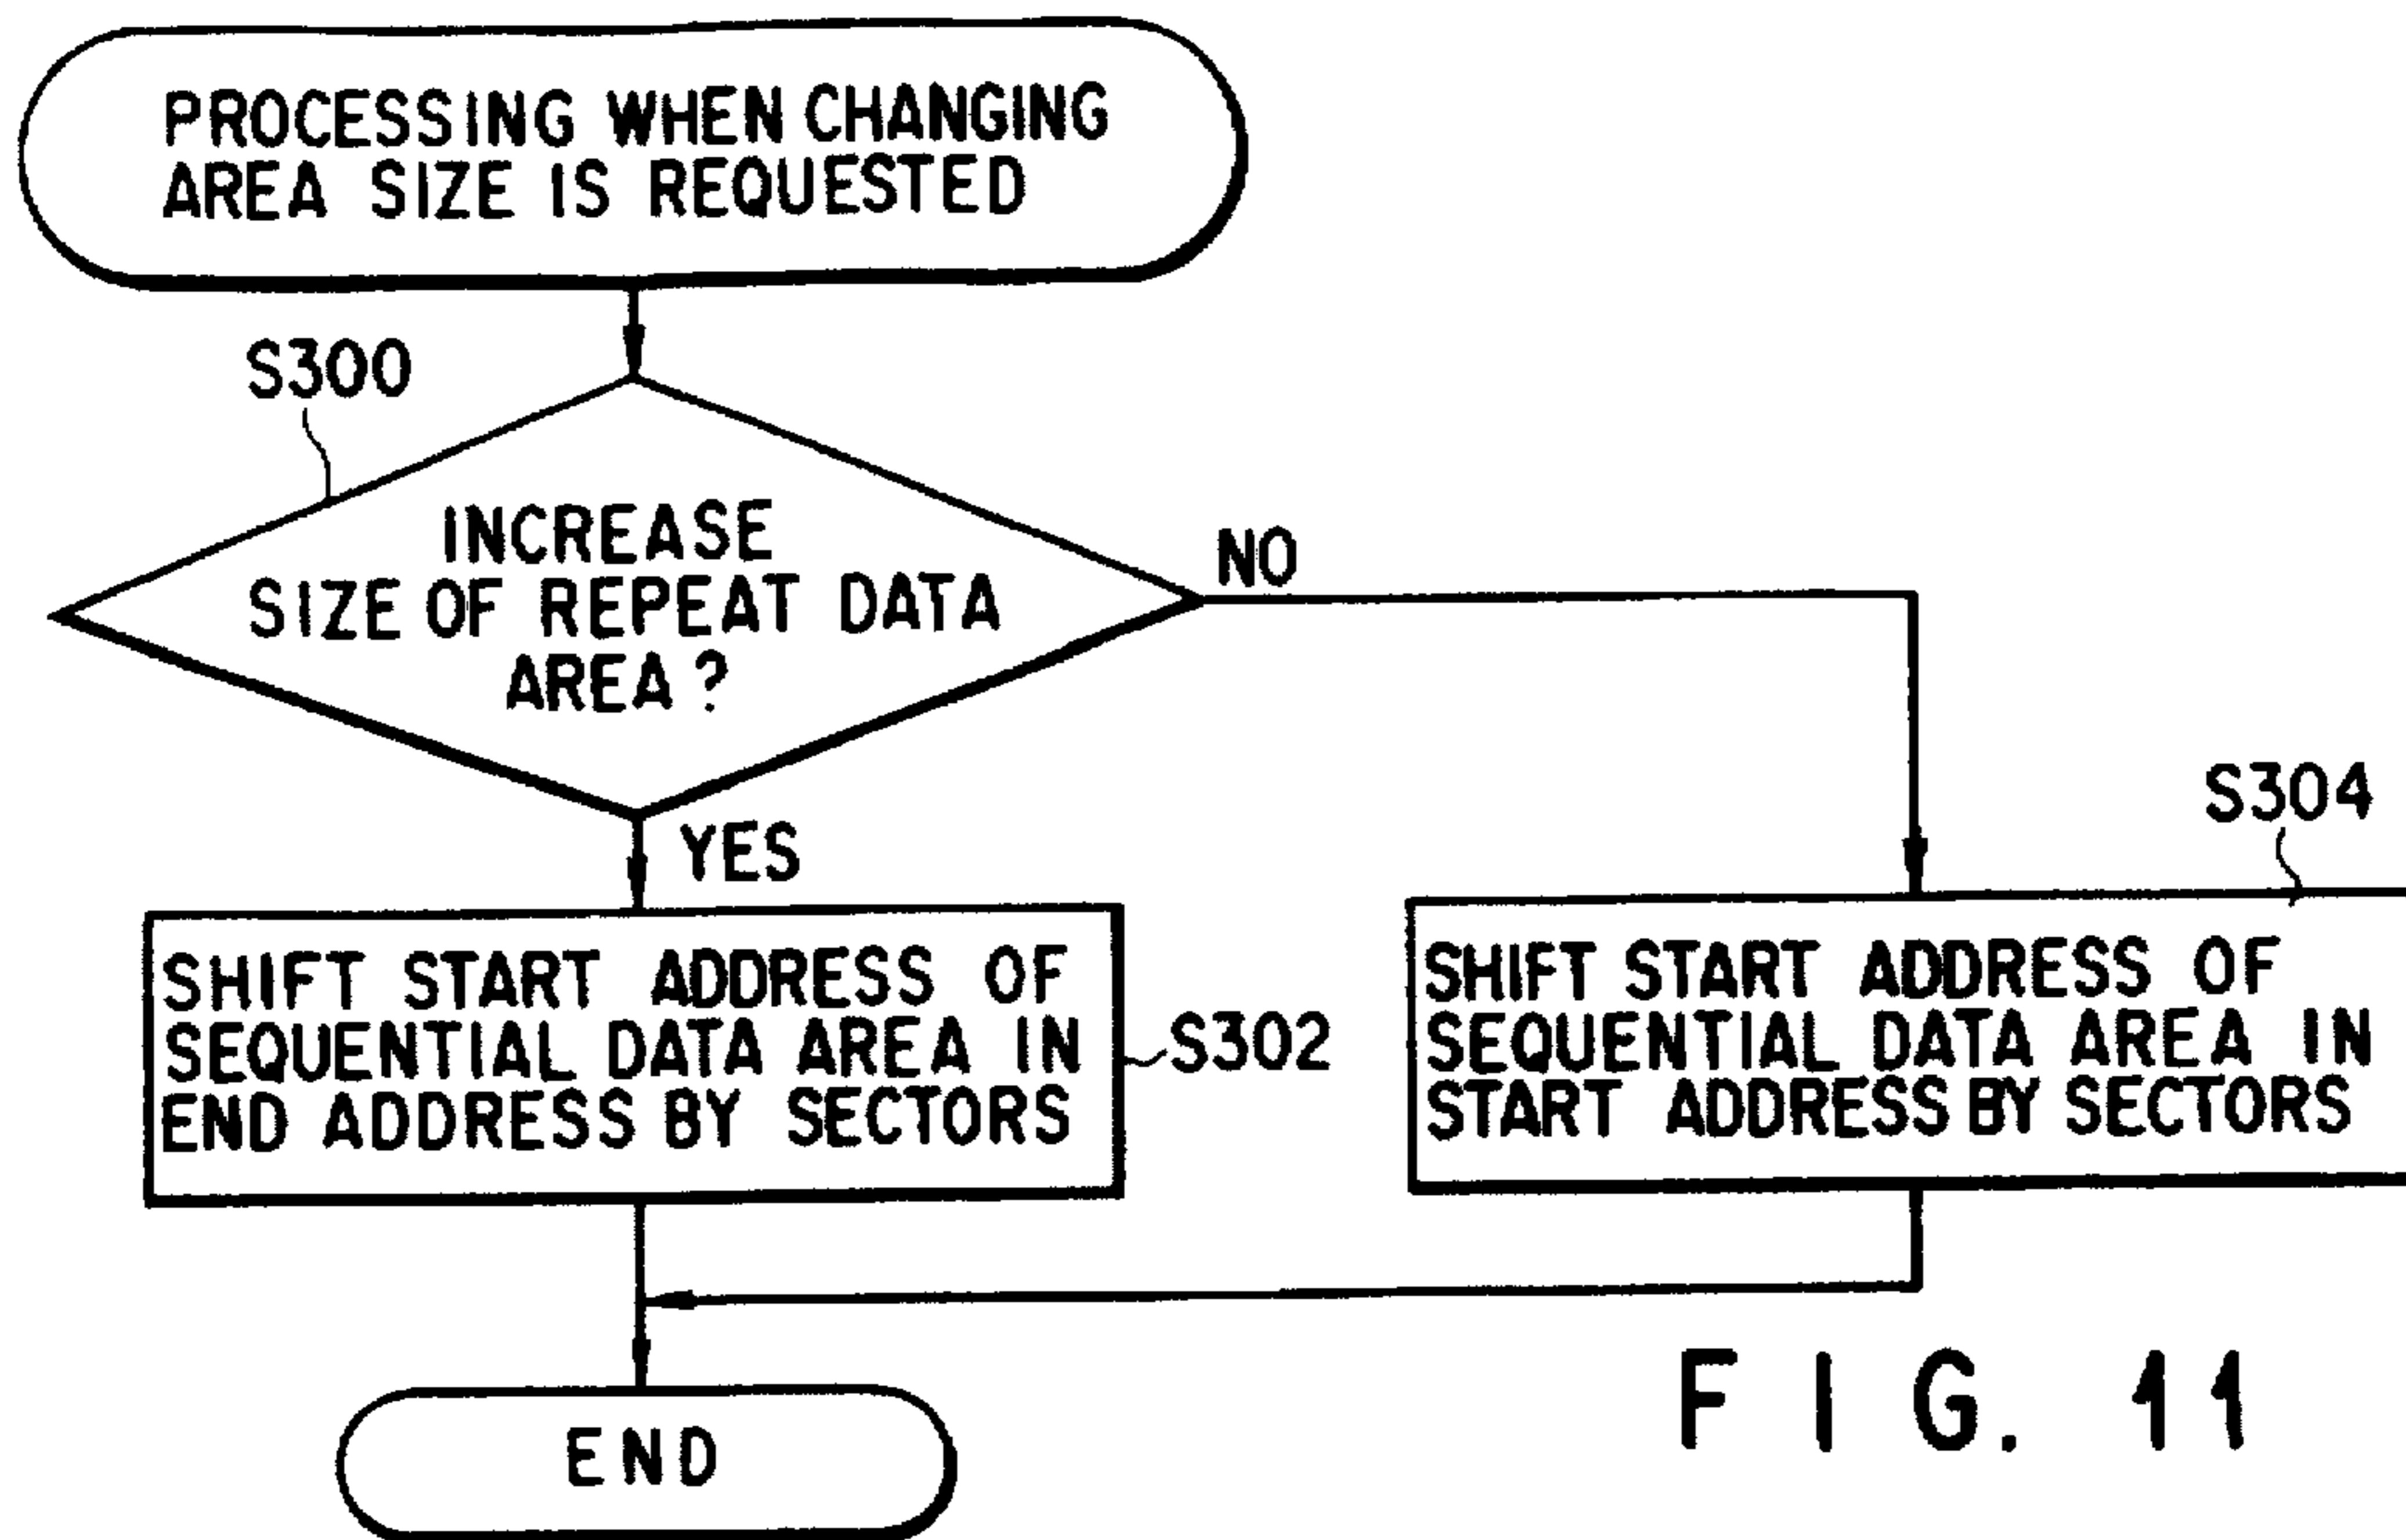 PROCESSING WHEN CHANGING
AREA SIZE IS REQUESTED
S300
INCREASE
SIZE OF REPEAT DATA
AREA?
NO
YES
S304
SHIFT START ADDRESS OF
SEQUENTIAL DATA AREA IN
END ADDRESS BY SECTORS
S302
SHIFT START ADDRESS OF
SEQUENTIAL DATA AREA IN
START ADDRESS BY SECTORS
END
FIG. 11